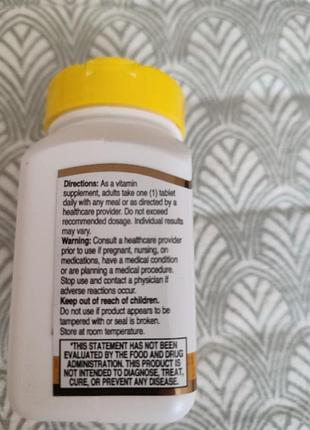 Directions: As a vitamin
supplement, adults take one (1) tablet
daily with any meal or as directed by a
healthcare provider. Do not exceed
recommended dosage. Individual results
may vary.
Warning: Consult a healthcare provider
prior to use if pregnant, nursing, on
medications, have a medical condition
or are planning a medical procedure.
Stop use and contact a physician if
adverse reactions occur.
Keep out of reach of children.
Do not use if product appears to be
tampered with or seal is broken.
Store at room temperature.
*THIS STATEMENT HAS NOT BEEN
EVALUATED BY THE FOOD AND DRUG
ADMINISTRATION. THIS PRODUCT IS
NOT INTENDED TO DIAGNOSE, TREAT,
CURE, OR PREVENT ANY DISEASE.